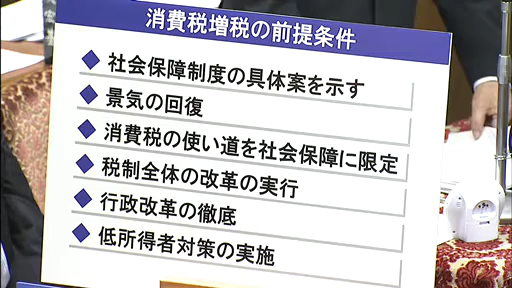 消費税増税の前提条件
◆社会保障制度の具体案を示す
◆景気の回復
◆消費税の使い道を社会保障に限定
◆税制全体の改革の実行
◆行政改革の徹底
◆低所得者対策の実施